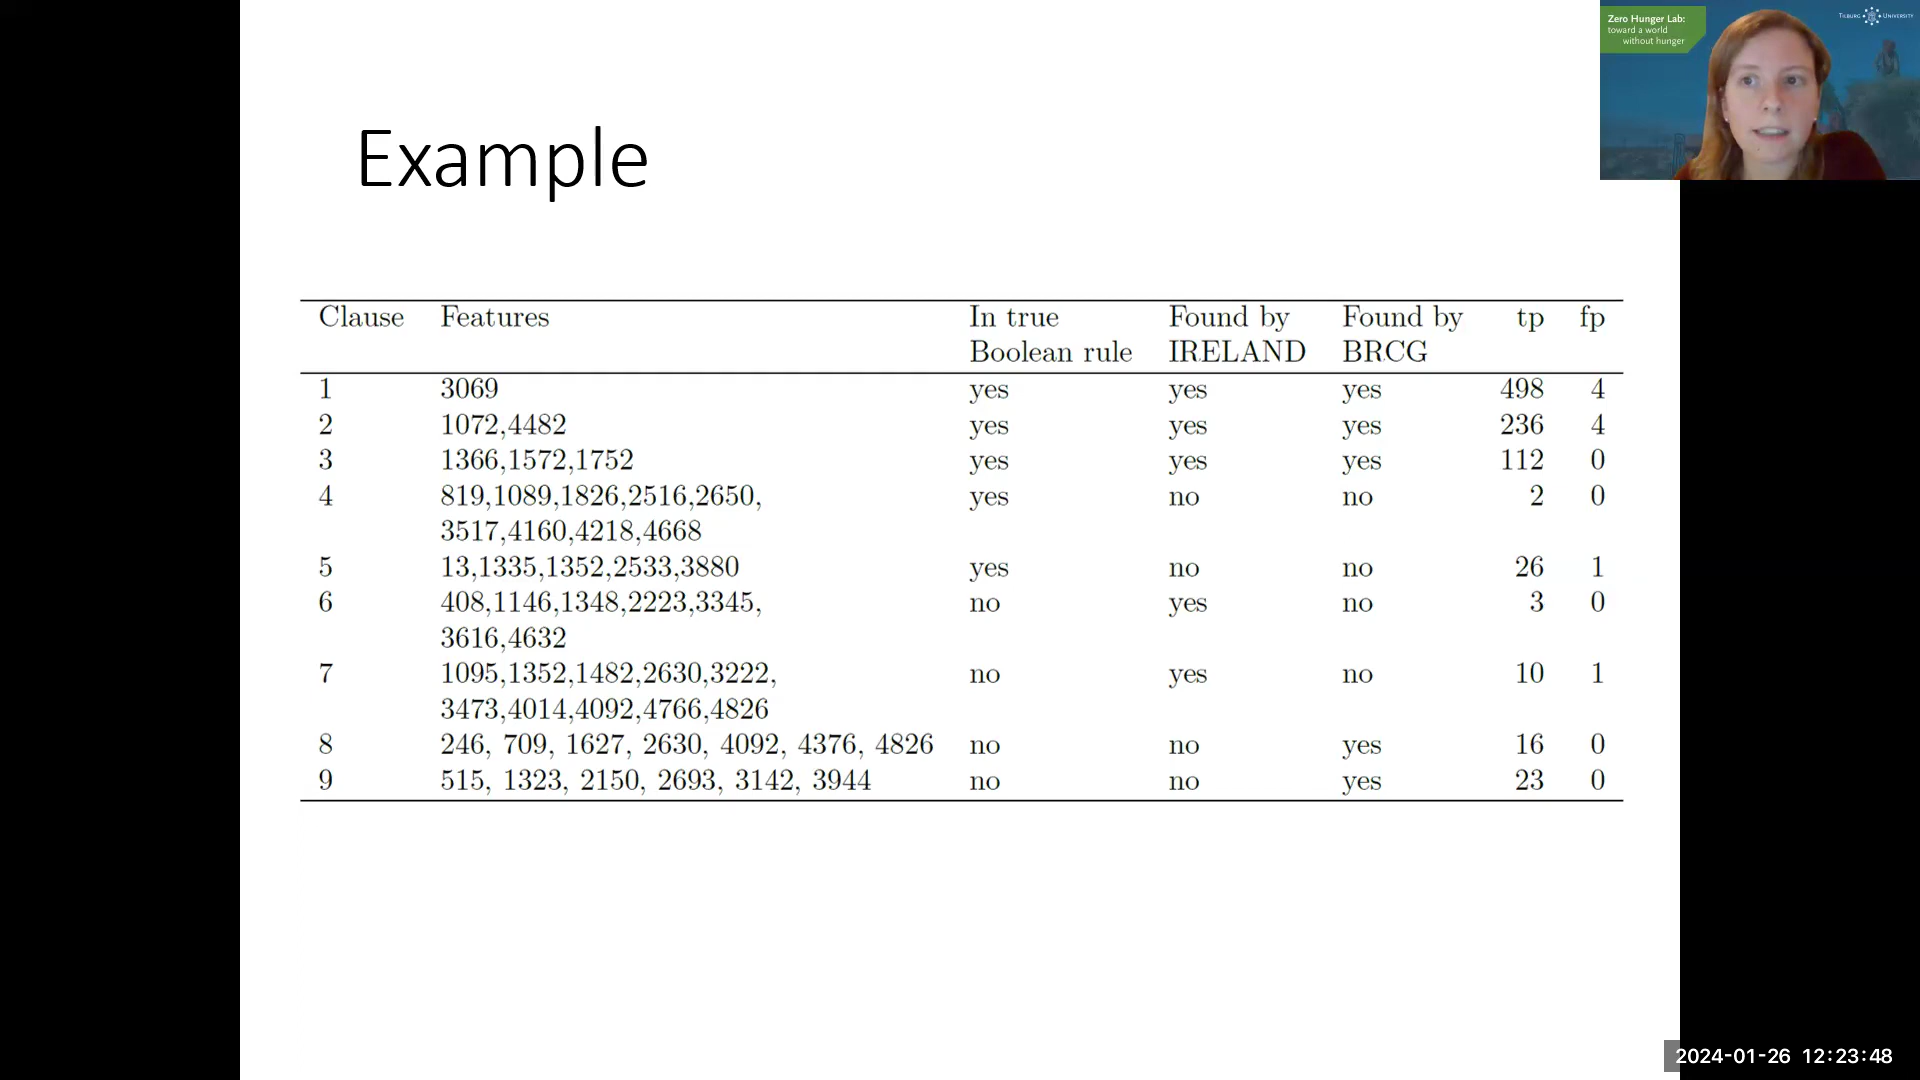 Zero Hunger Lab:
toward a world
without hunger
TILBURG UNIVERSITY
Example
Clause Features In true Found by Found by tp fp
Boolean rule IRELAND BRCG
1 3069 yes yes yes 498 4
2 1072,4482 yes yes yes 236 4
3 1366,1572,1752 yes yes yes 112 0
4 819,1089,1826,2516,2650, yes no no 2 0
3517,4160,4218,4668
5 13,1335,1352,2533,3880 yes no no 26 1
6 408,1146,1348,2223,3345, no yes no 3 0
3616,4632
7 1095,1352,1482,2630,3222, no yes no 10 1
3473,4014,4092,4766,4826
8 246, 709, 1627, 2630, 4092, 4376, 4826 no no yes 16 0
9 515, 1323, 2150, 2693, 3142, 3944 no no yes 23 0
2024-01-26 12:23:48